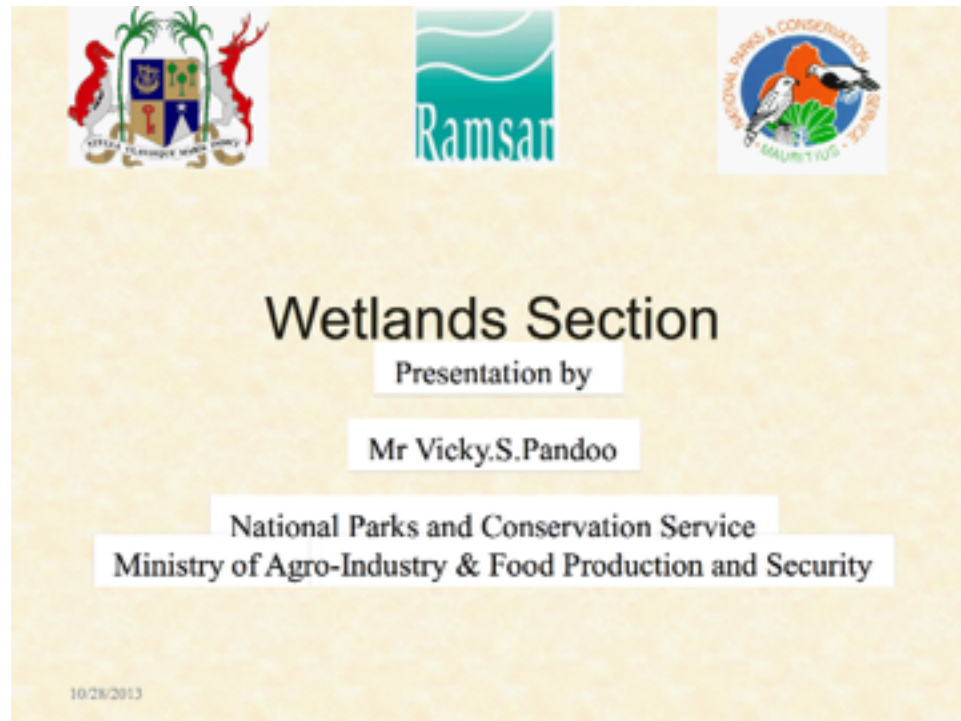 Ramsar
NATIONAL PARKS & CONSERVATION SERVICE
MAURITIUS
Wetlands Section
Presentation by
Mr Vicky.S.Pandoo
National Parks and Conservation Service
Ministry of Agro-Industry & Food Production and Security
10/28/2013